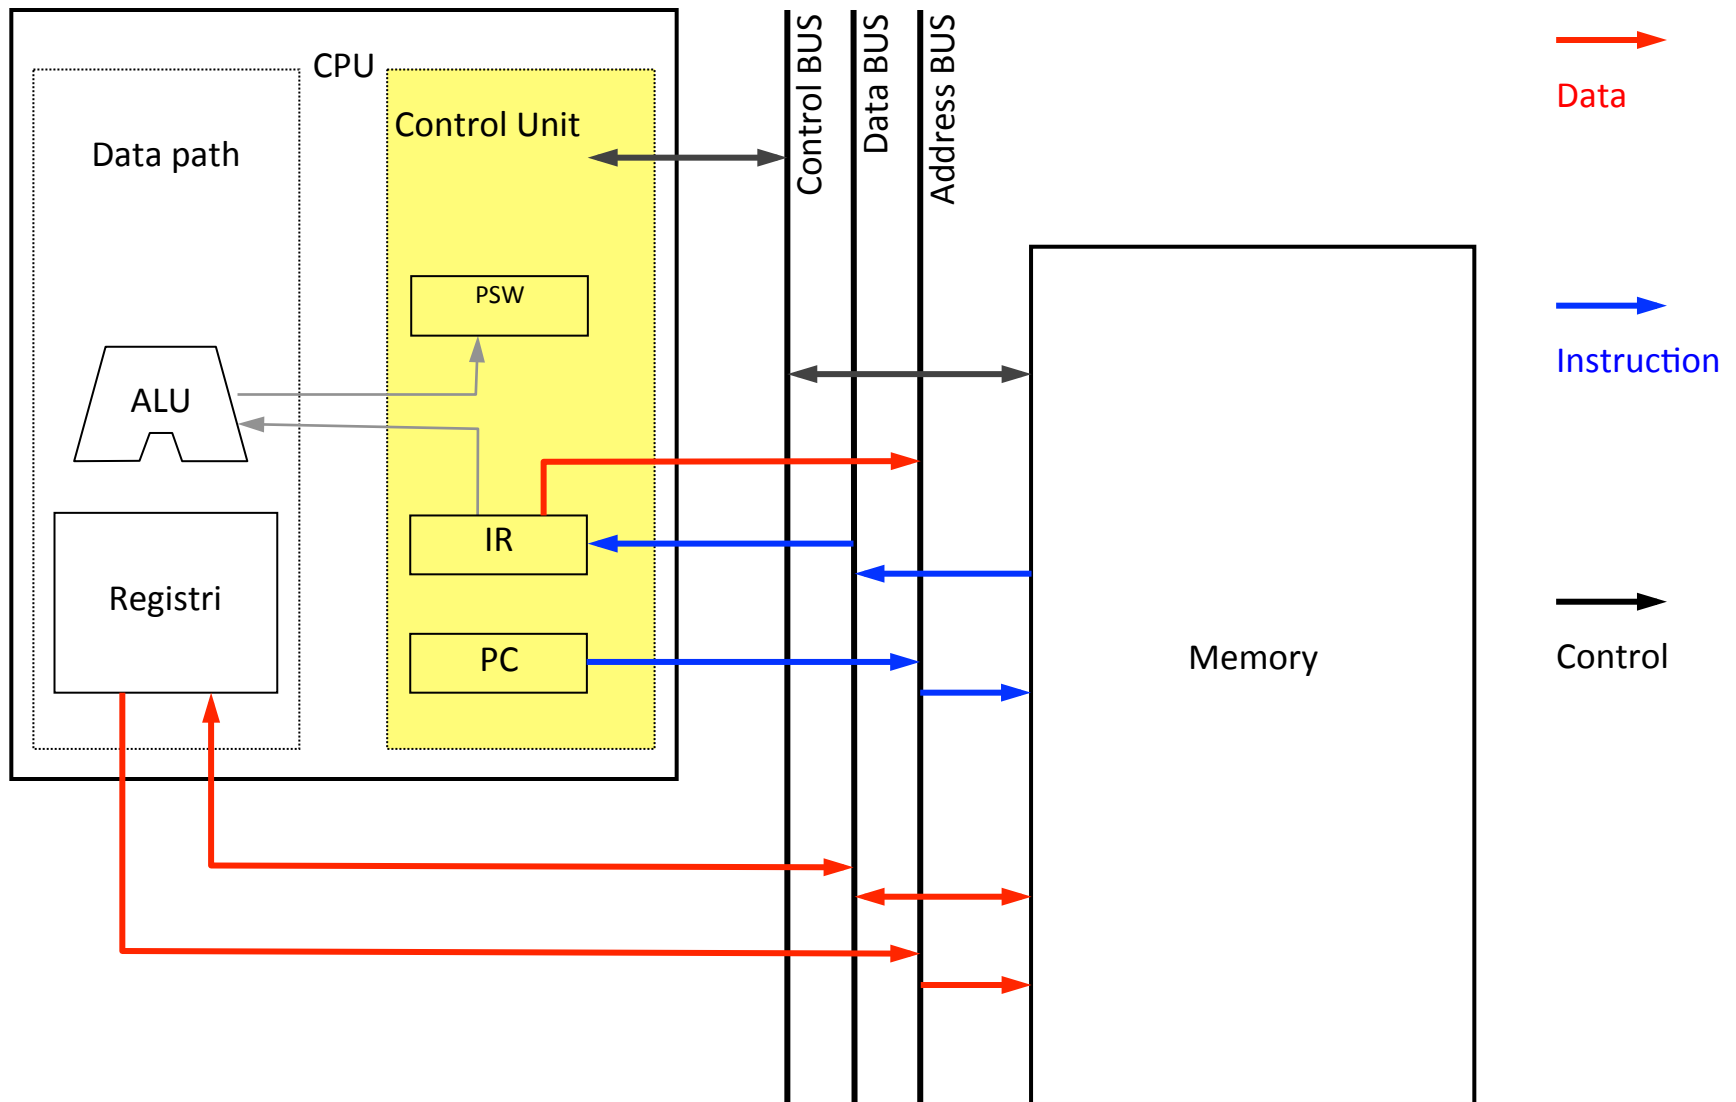 CPU
Data path
Control Unit
PSW
ALU
IR
Registri
PC
Control BUS
Data BUS
Address BUS
Memory
Data
Instruction
Control